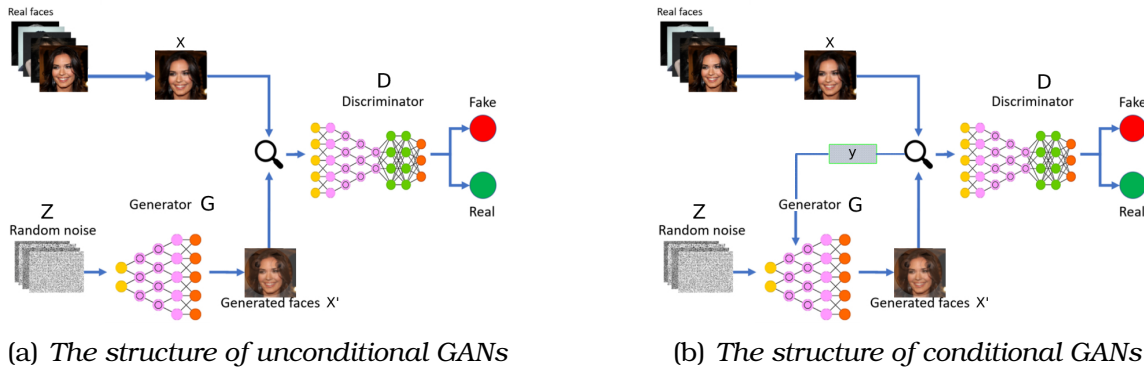 Real faces
X
D
Discriminator
Fake
Real
Generator G
Z
Random noise
Generated faces X'
(a) The structure of unconditional GANs
Real faces
X
D
Discriminator
Fake
y
Real
Generator G
Z
Random noise
Generated faces X'
(b) The structure of conditional GANs